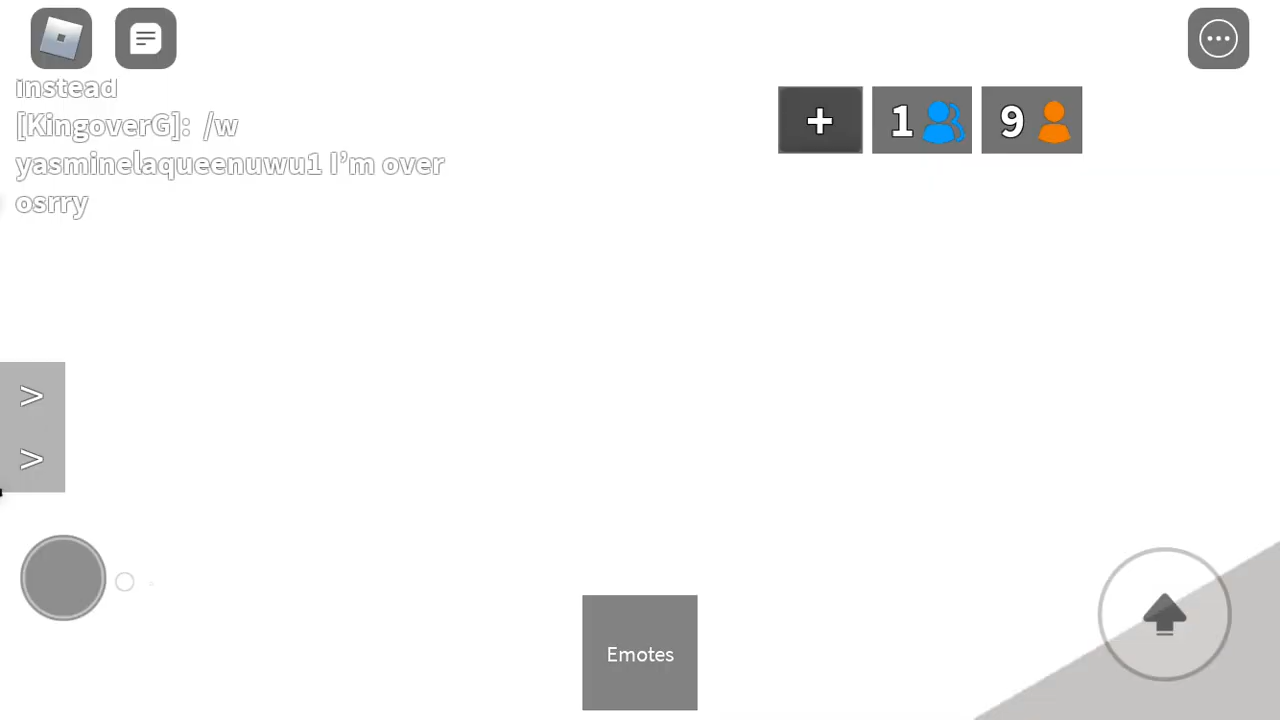 instead
[KingoverG]: /w
yasminelaqueenuwu1 I’m over
osrry
+
1
9
>
>
Emotes